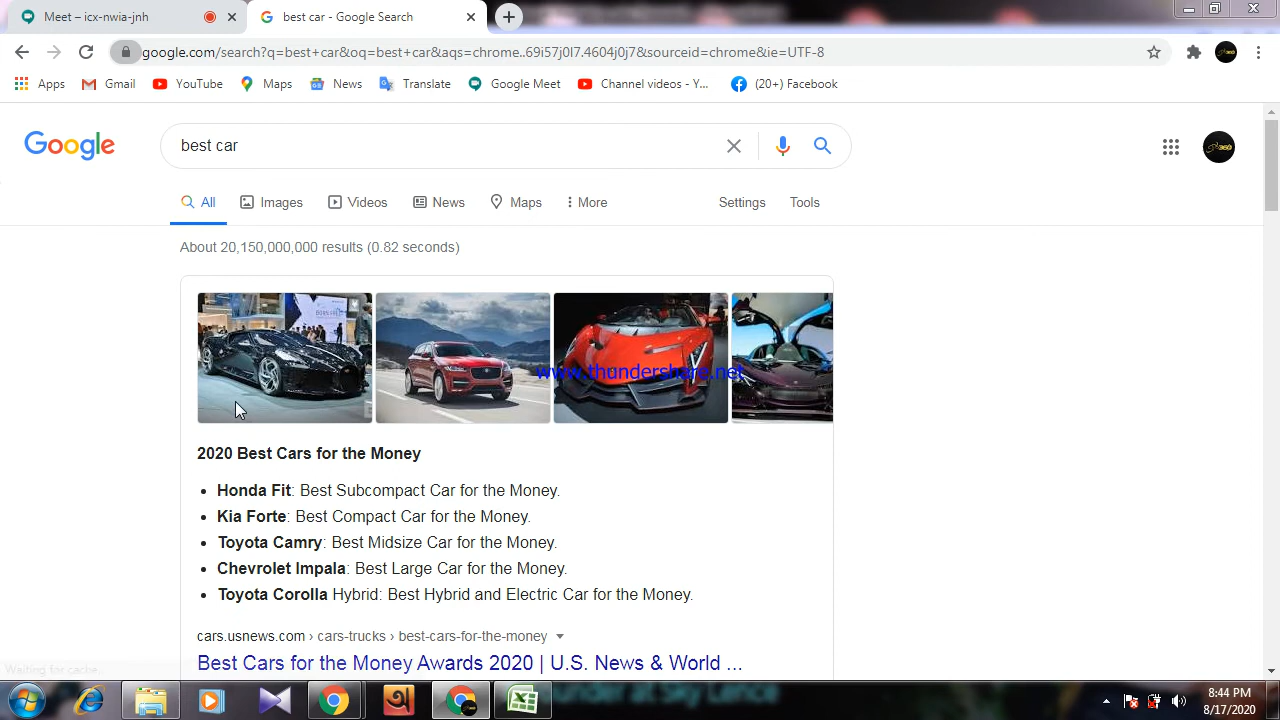 Meet – icx-nwia-jnh
best car - Google Search
google.com/search?q=best+car&oq=best+car&aqs=chrome..69i57j0l7.4604j0j7&sourceid=chrome&ie=UTF-8
Apps Gmail YouTube Maps News Translate Google Meet Channel videos - Y... (20+) Facebook
Google best car
All Images Videos News Maps More Settings Tools
About 20,150,000,000 results (0.82 seconds)
www.thundershare.net
2020 Best Cars for the Money
Honda Fit: Best Subcompact Car for the Money.
Kia Forte: Best Compact Car for the Money.
Toyota Camry: Best Midsize Car for the Money.
Chevrolet Impala: Best Large Car for the Money.
Toyota Corolla Hybrid: Best Hybrid and Electric Car for the Money.
cars.usnews.com › cars-trucks › best-cars-for-the-money
Best Cars for the Money Awards 2020 | U.S. News & World ...
Waiting for cache...
8:44 PM
8/17/2020